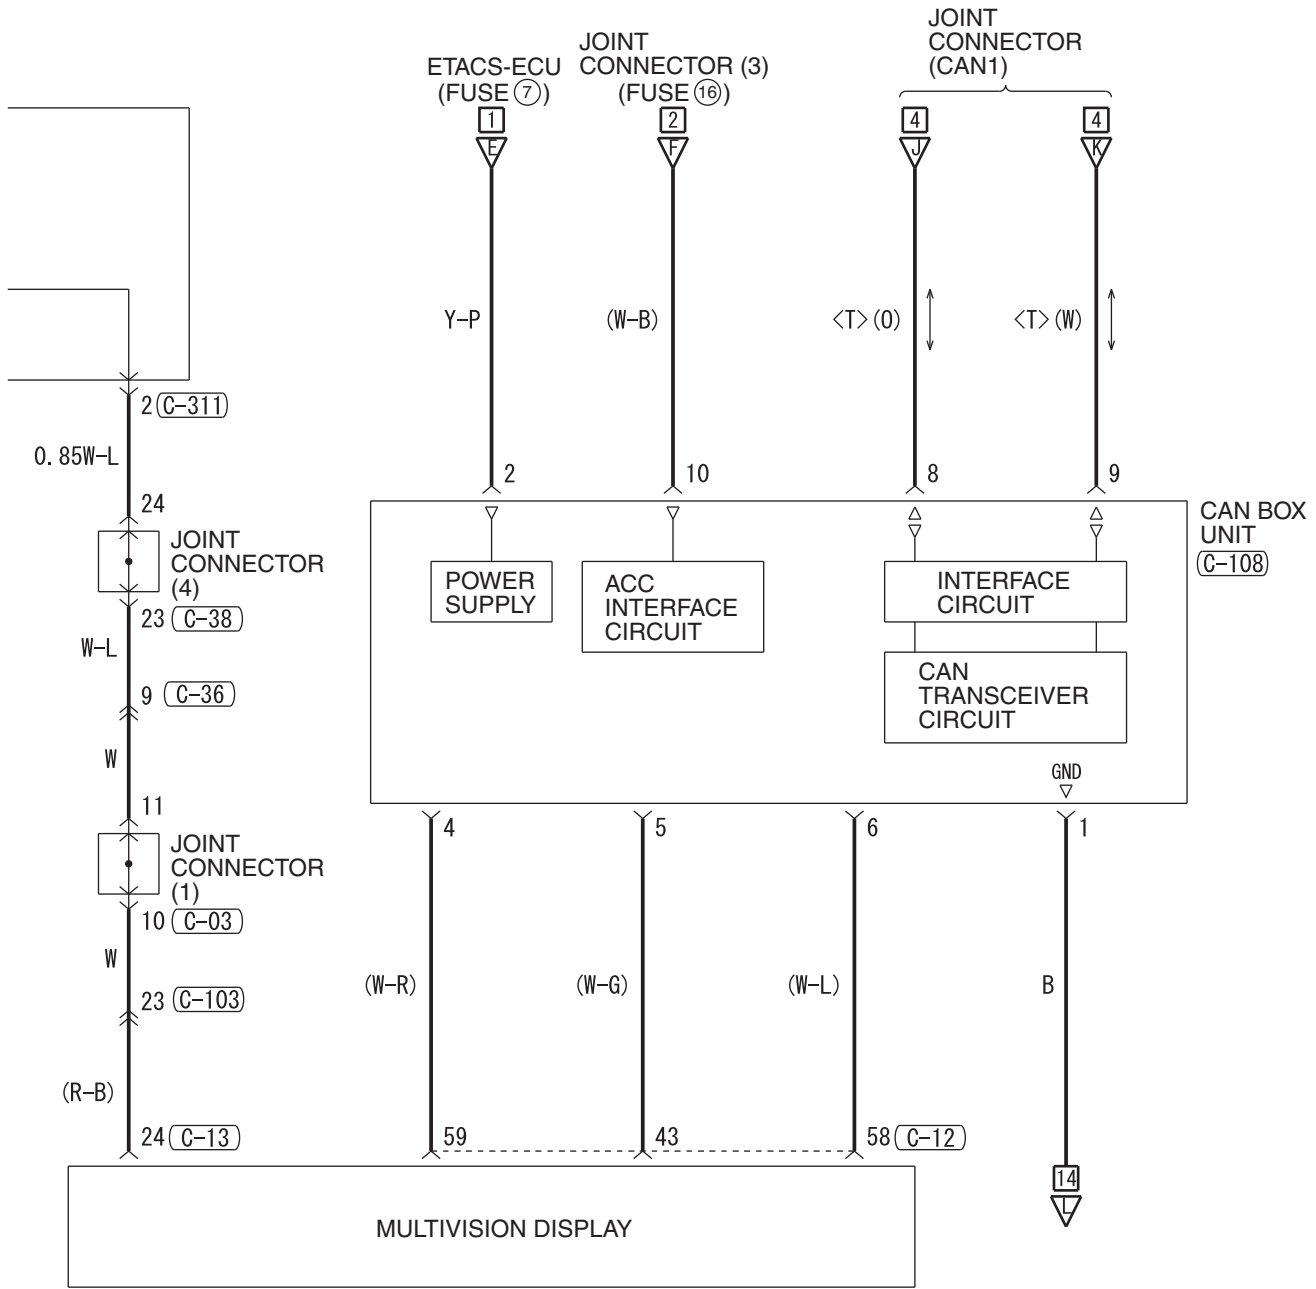 JOINT
CONNECTOR
(CAN1)
JOINT
CONNECTOR (3)
(FUSE 16)
ETACS-ECU
(FUSE 7)
1
2
4
4
E
F
J
K
Y-P
(W-B)
<T>(O)
<T>(W)
2 C-311
0.85W-L
24
2
10
8
9
JOINT
CONNECTOR
(4)
CAN BOX
UNIT
C-108
POWER
SUPPLY
ACC
INTERFACE
CIRCUIT
INTERFACE
CIRCUIT
23 C-38
W-L
9 C-36
CAN
TRANSCEIVER
CIRCUIT
W
GND
11
4
5
6
1
JOINT
CONNECTOR
(1)
10 C-03
W
23 C-103
(W-R)
(W-G)
(W-L)
B
(R-B)
24 C-13
59
43
58 C-12
14
L
MULTIVISION DISPLAY